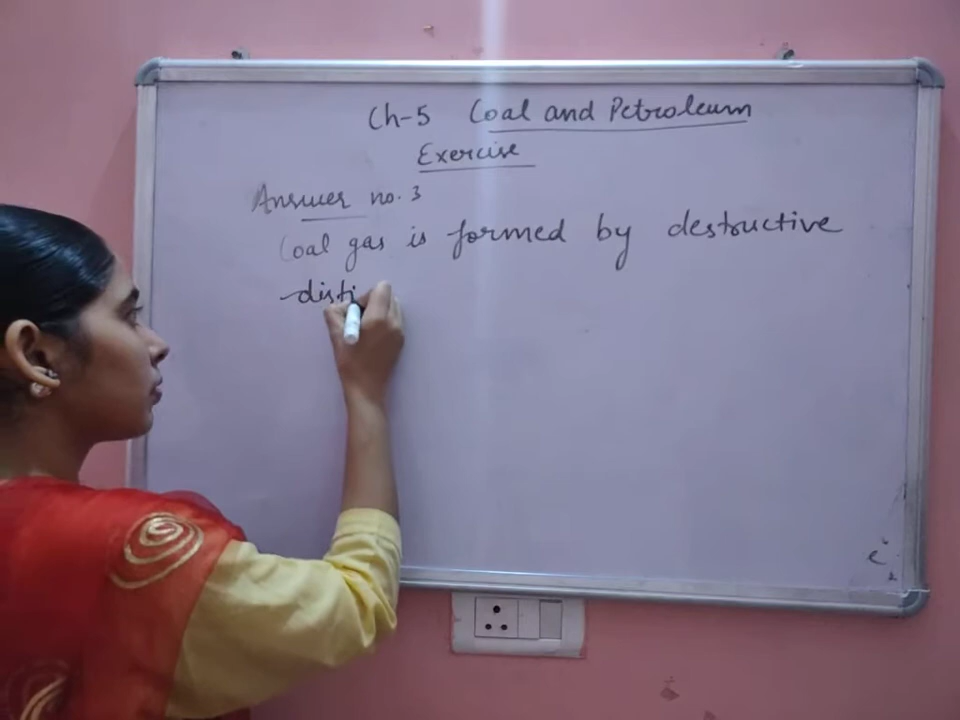 Ch-5 Coal and Petroleum
Exercise
Answer no. 3
Coal gas is formed by destructive
disti